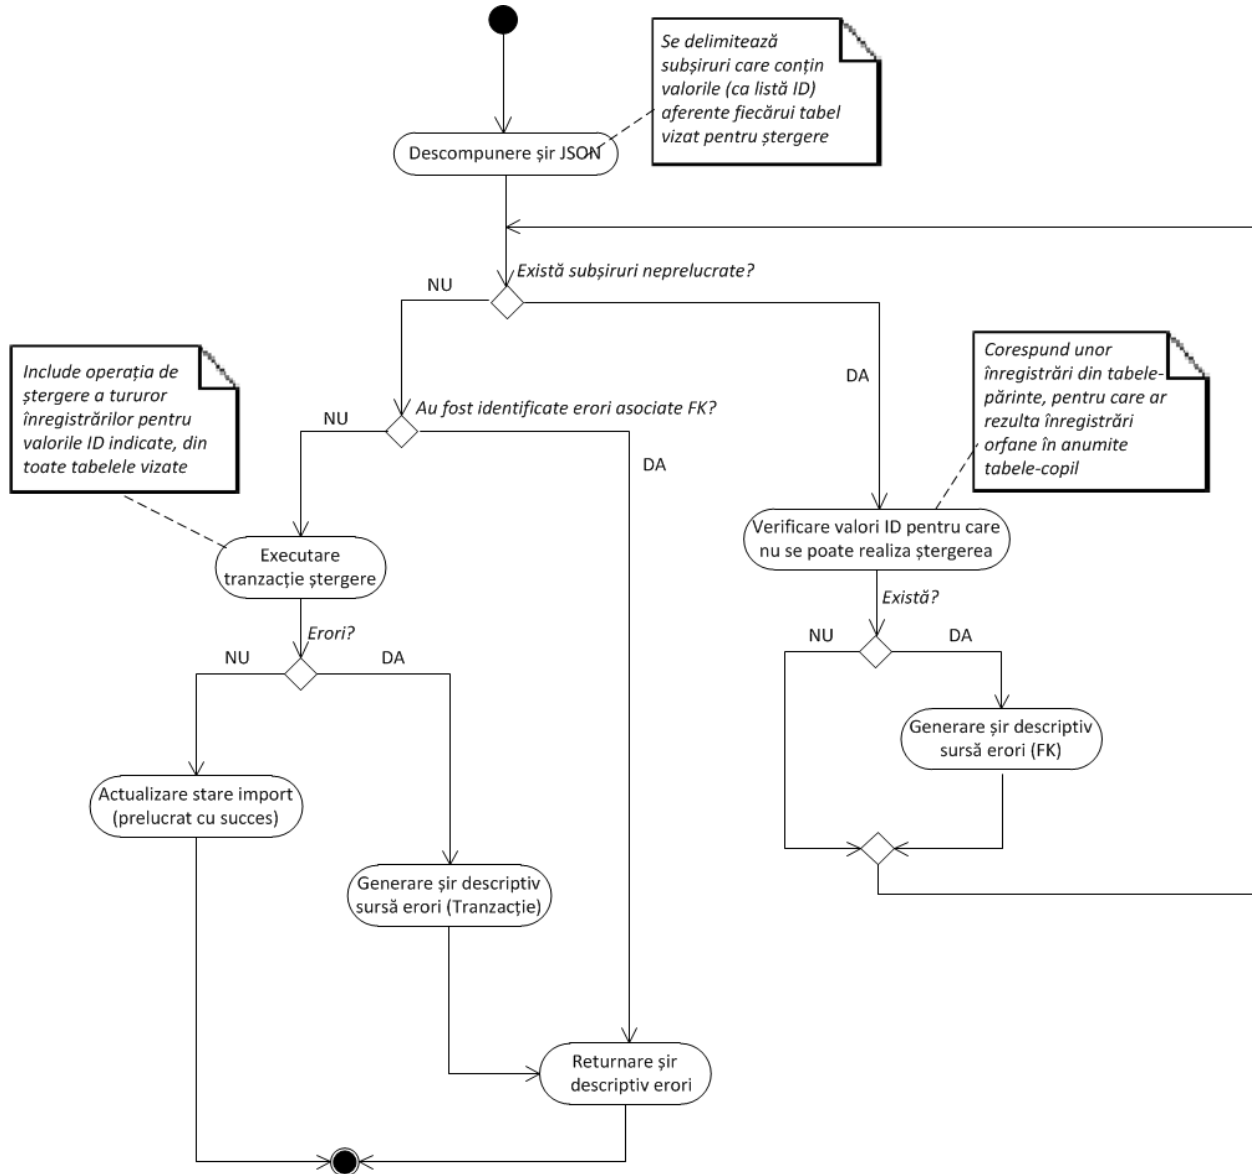 Se delimitează
subșiruri care conțin
valorile (ca listă ID)
aferente fiecărui tabel
vizat pentru ștergere
Descompunere șir JSON
Există subșiruri neprelucrate?
NU
DA
Include operația de
ștergere a tururor
înregistrărilor pentru
valorile ID indicate, din
toate tabelele vizate
Corespund unor
înregistrări din tabele-
părinte, pentru care ar
rezulta înregistrări
orfane în anumite
tabele-copil
Au fost identificate erori asociate FK?
NU
DA
Verificare valori ID pentru care
nu se poate realiza ștergerea
Executare
tranzacție ștergere
Există?
NU
DA
Erori?
NU
DA
Generare șir descriptiv
sursă erori (FK)
Actualizare stare import
(prelucrat cu succes)
Generare șir descriptiv
sursă erori (Tranzacție)
Returnare șir
descriptiv erori